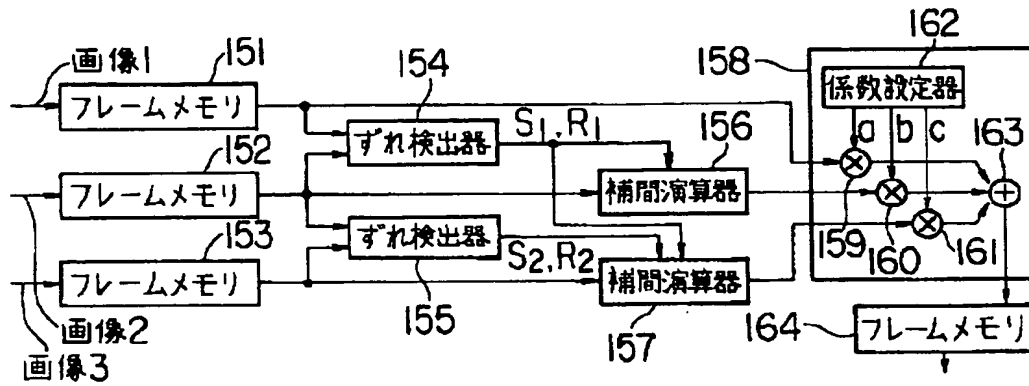 画像1
151
フレームメモリ
152
フレームメモリ
153
フレームメモリ
画像2
画像3
154
ずれ検出器
S1,R1
ずれ検出器
155
S2,R2
156
補間演算器
補間演算器
157
158
162
係数設定器
a b c
163
159
160
161
164
フレームメモリ